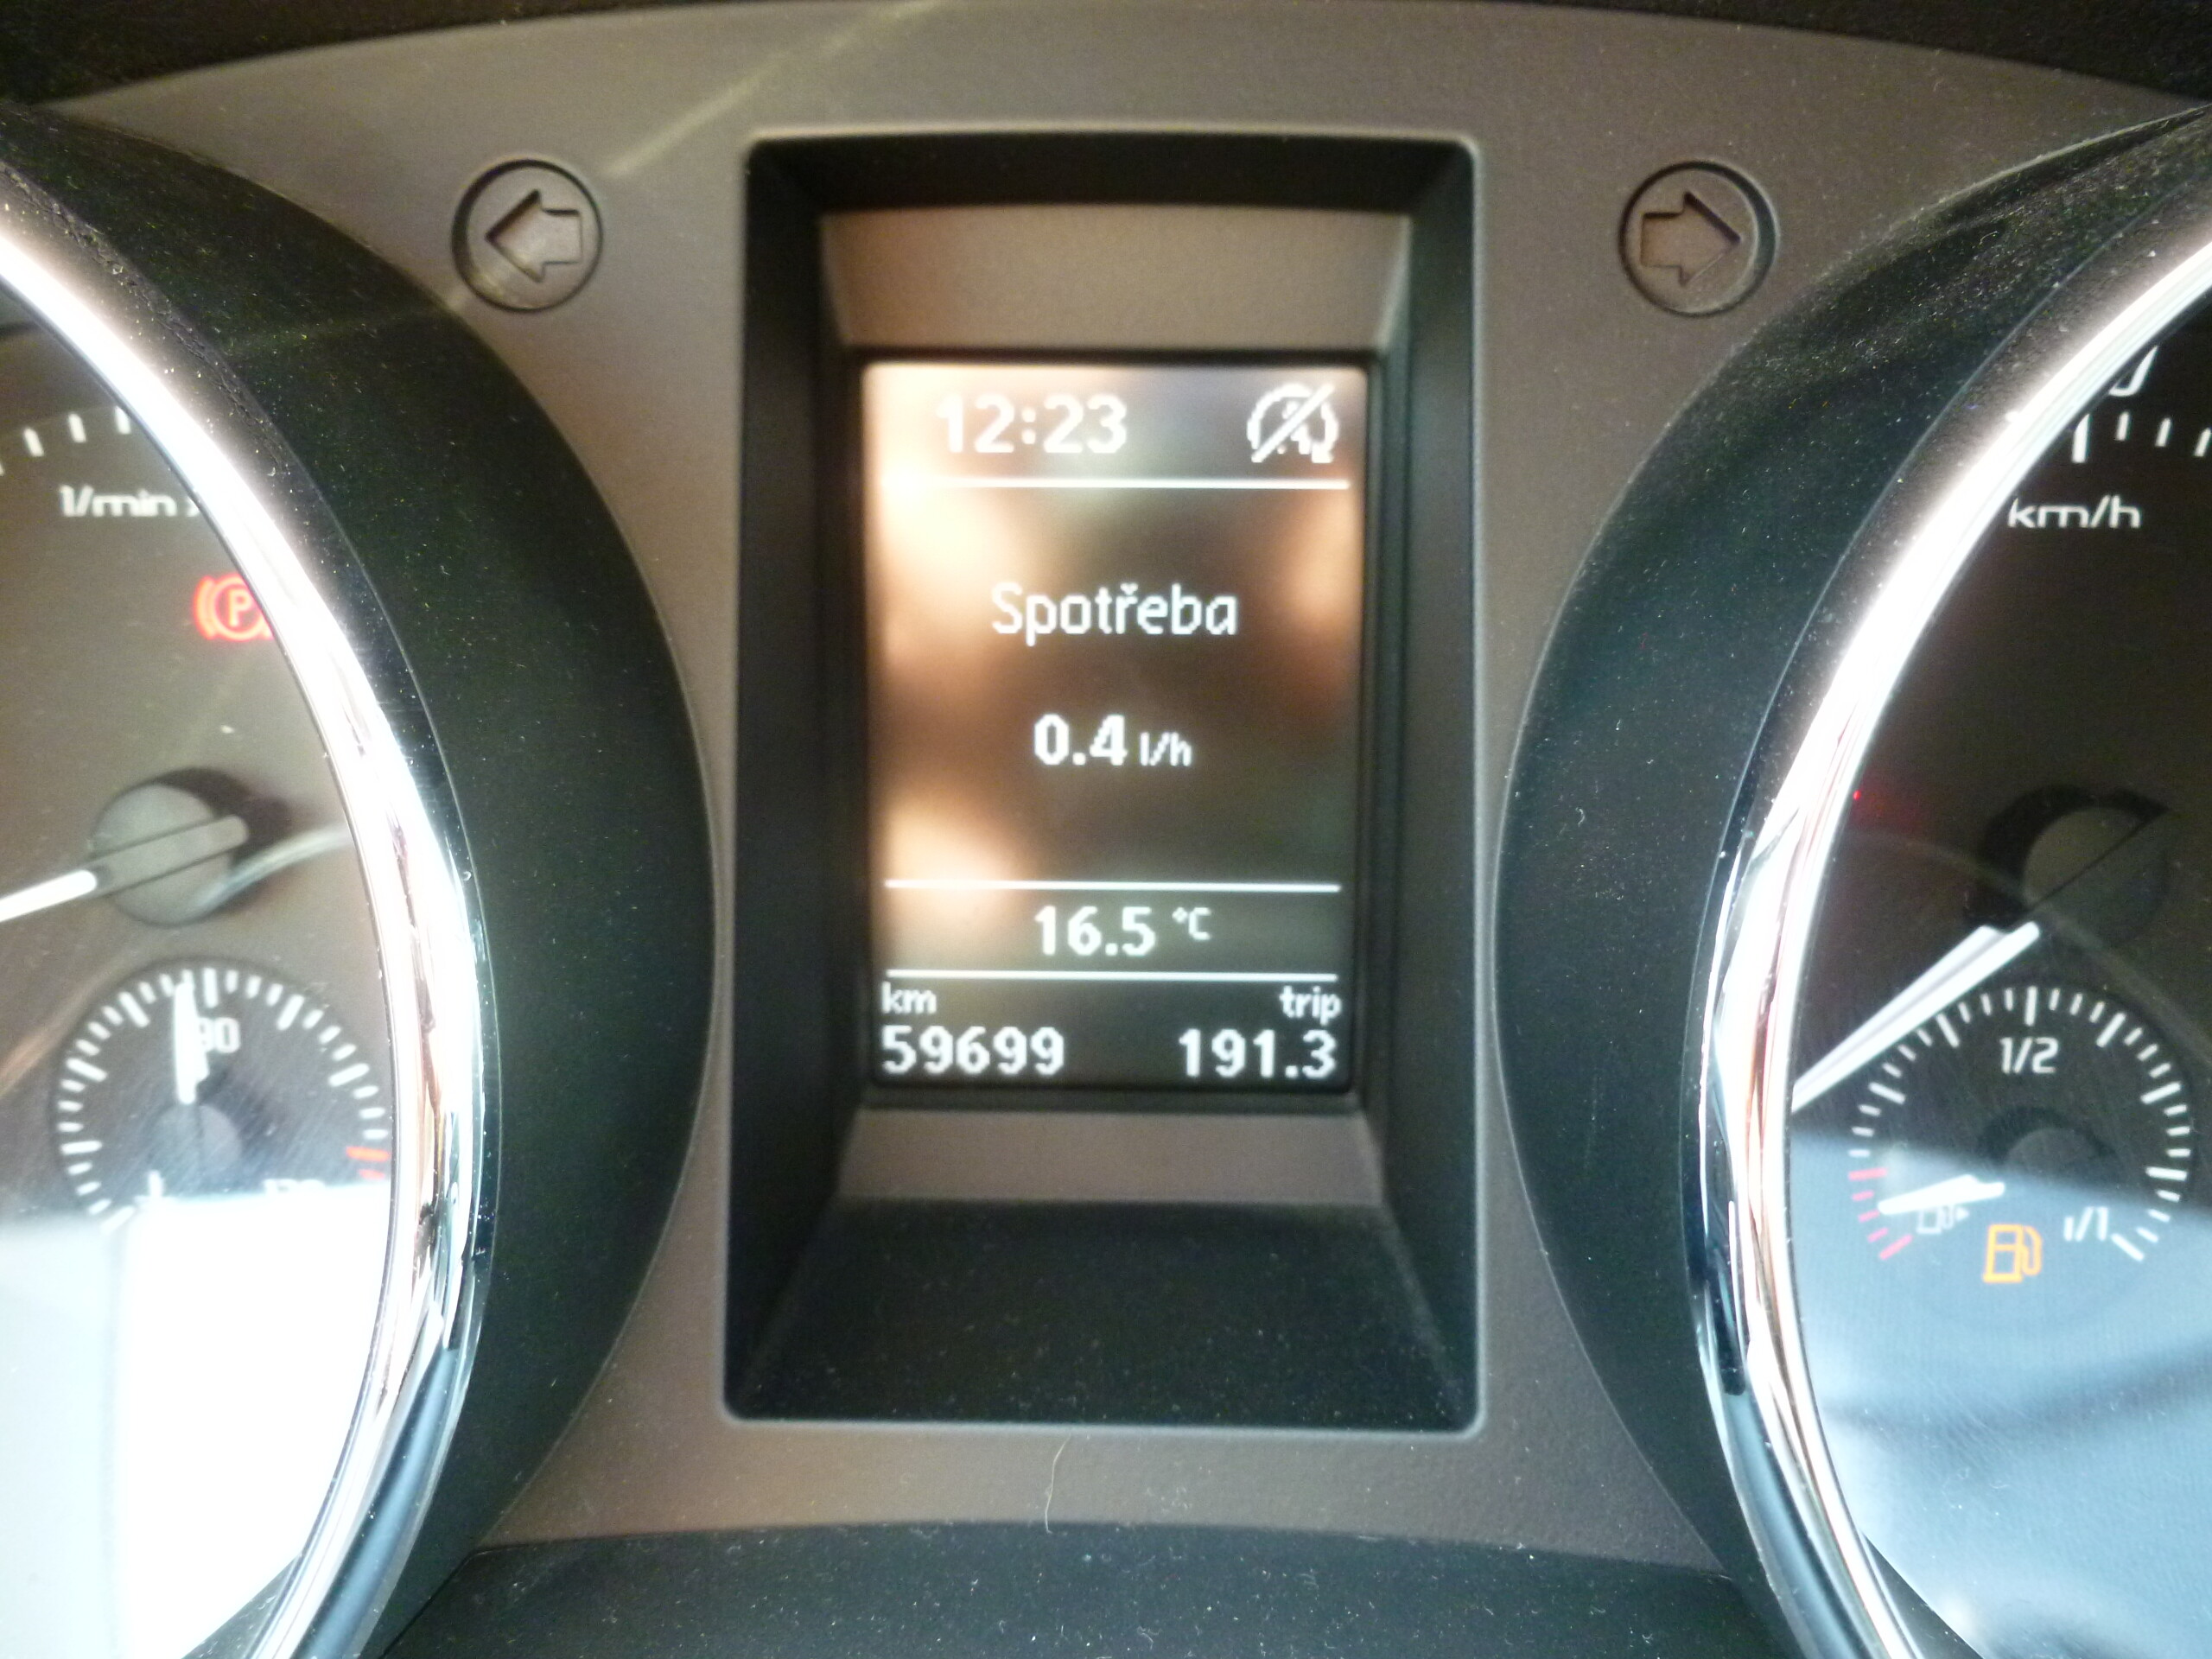 12:23
1/min
km/h
Spotřeba
0.4 l/h
16.5 °C
km trip
59699 191.3
90
1/2
1/1